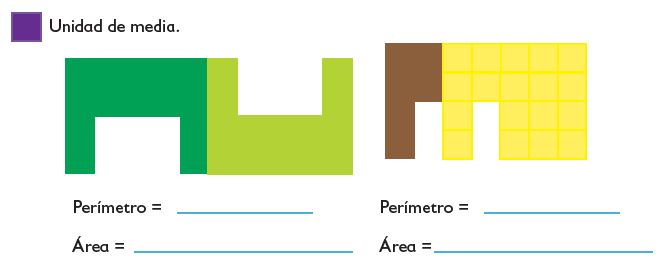 Unidad de media.
Perímetro = Perímetro =
Área = Área =